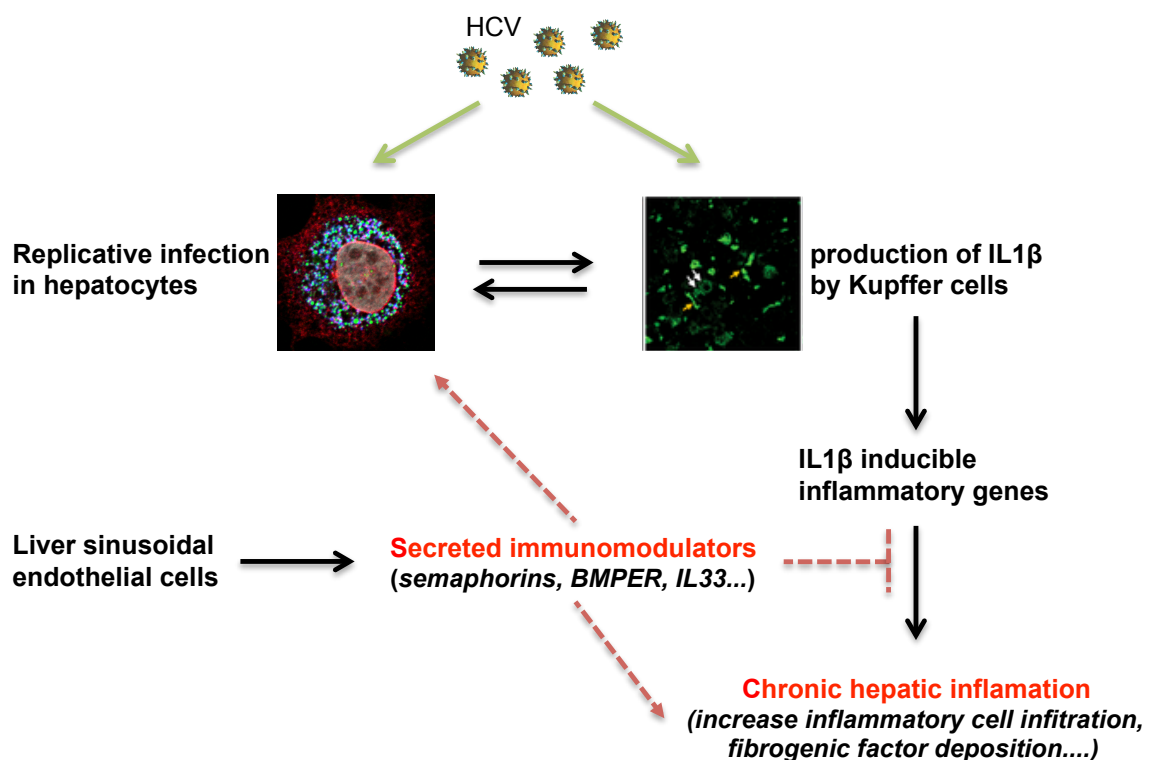 HCV
Replicative infection
in hepatocytes
production of IL1β
by Kupffer cells
IL1β inducible
inflammatory genes
Liver sinusoidal
endothelial cells
Secreted immunomodulators
(semaphorins, BMPER, IL33...)
Chronic hepatic inflamation
(increase inflammatory cell infitration,
fibrogenic factor deposition....)